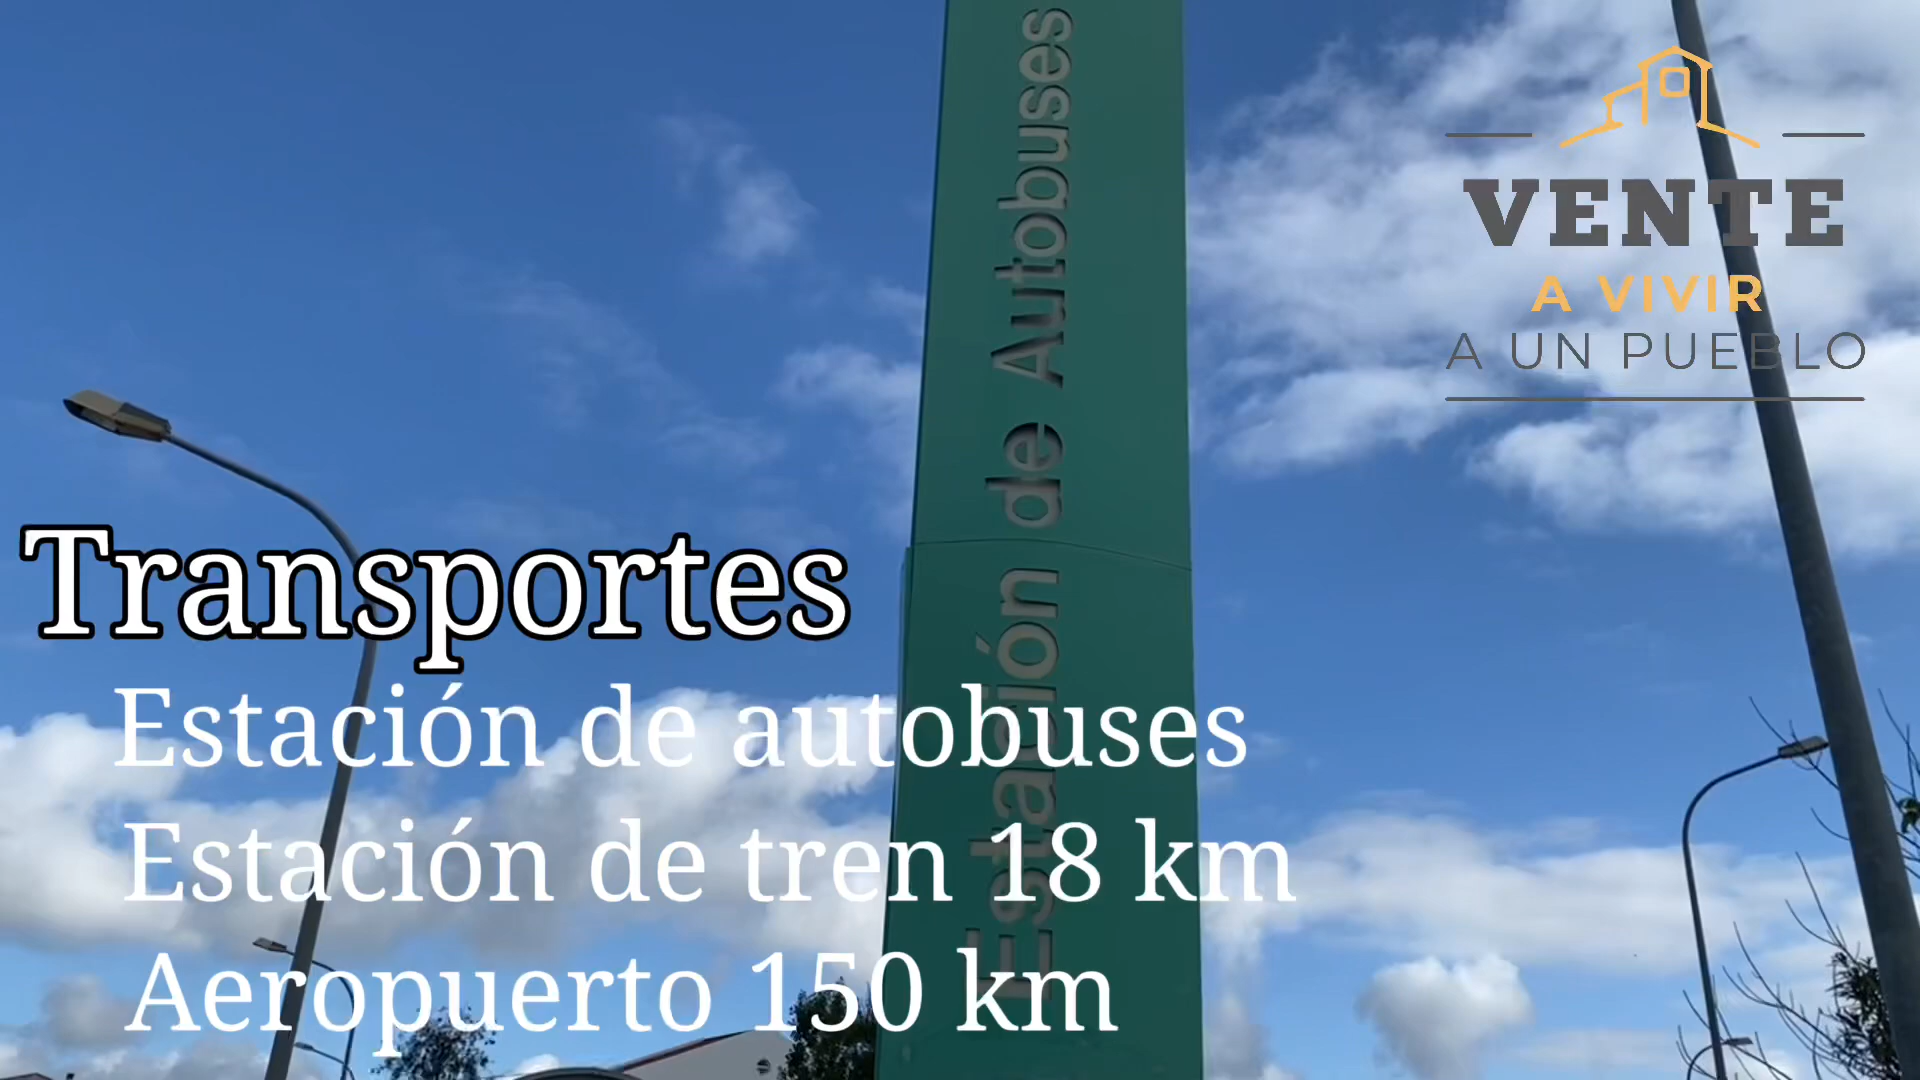 Estación de Autobuses
VENTE
A VIVIR
A UN PUEBLO
Transportes
Estación de autobuses
Estación de tren 18 km
Aeropuerto 150 km